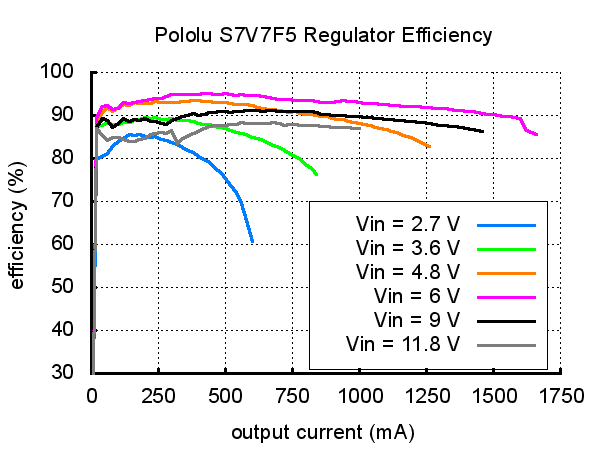 Pololu S7V7F5 Regulator Efficiency
100
90
80
70
60
50
40
30
efficiency (%)
Vin = 2.7 V
Vin = 3.6 V
Vin = 4.8 V
Vin = 6 V
Vin = 9 V
Vin = 11.8 V
0 250 500 750 1000 1250 1500 1750
output current (mA)